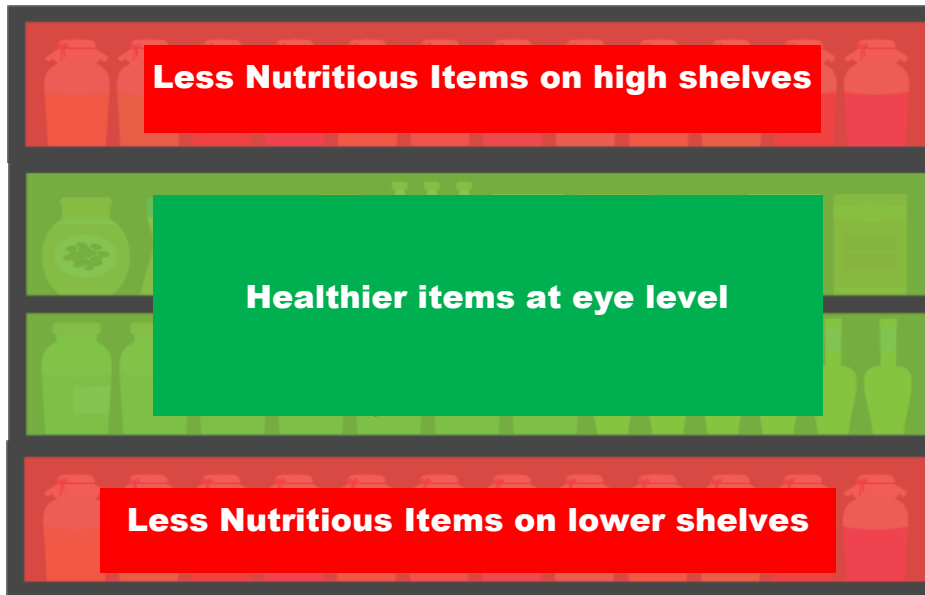 Less Nutritious Items on high shelves
Healthier items at eye level
Less Nutritious Items on lower shelves